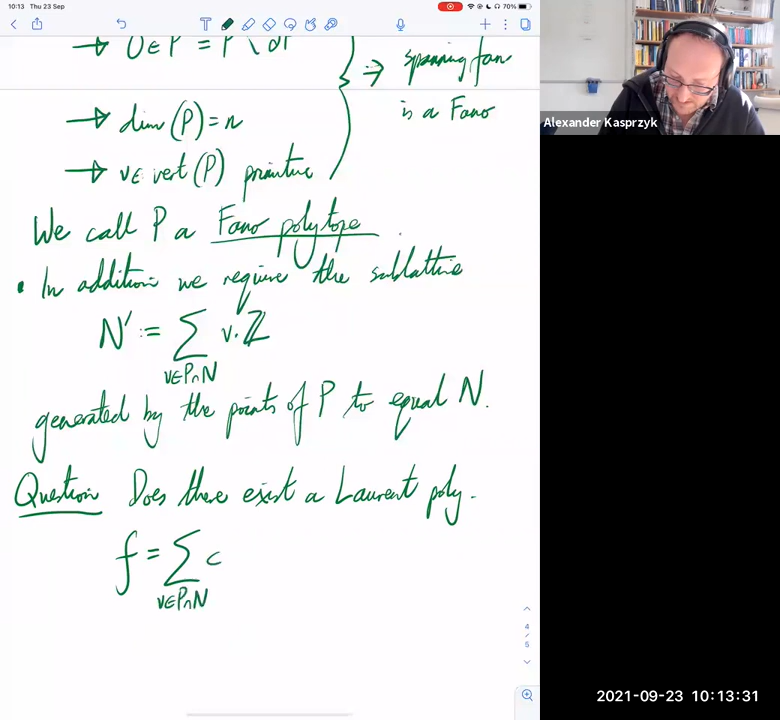 10:13 Thu 23 Sep
70%
→ 0 ∈ P° = P \ ∂P
⇒ spanning fan
is a Fano
→ dim(P) = n
→ v ∈ vert(P) primitive
We call P a Fano polytope.
• In addition we require the sublattice
N' := ∑ v·ℤ
v∈P∩N
generated by the points of P to equal N.
Question Does there exist a Laurent poly.
f = ∑ c
v∈P∩N
4
/
5
Alexander Kasprzyk
2021-09-23 10:13:31